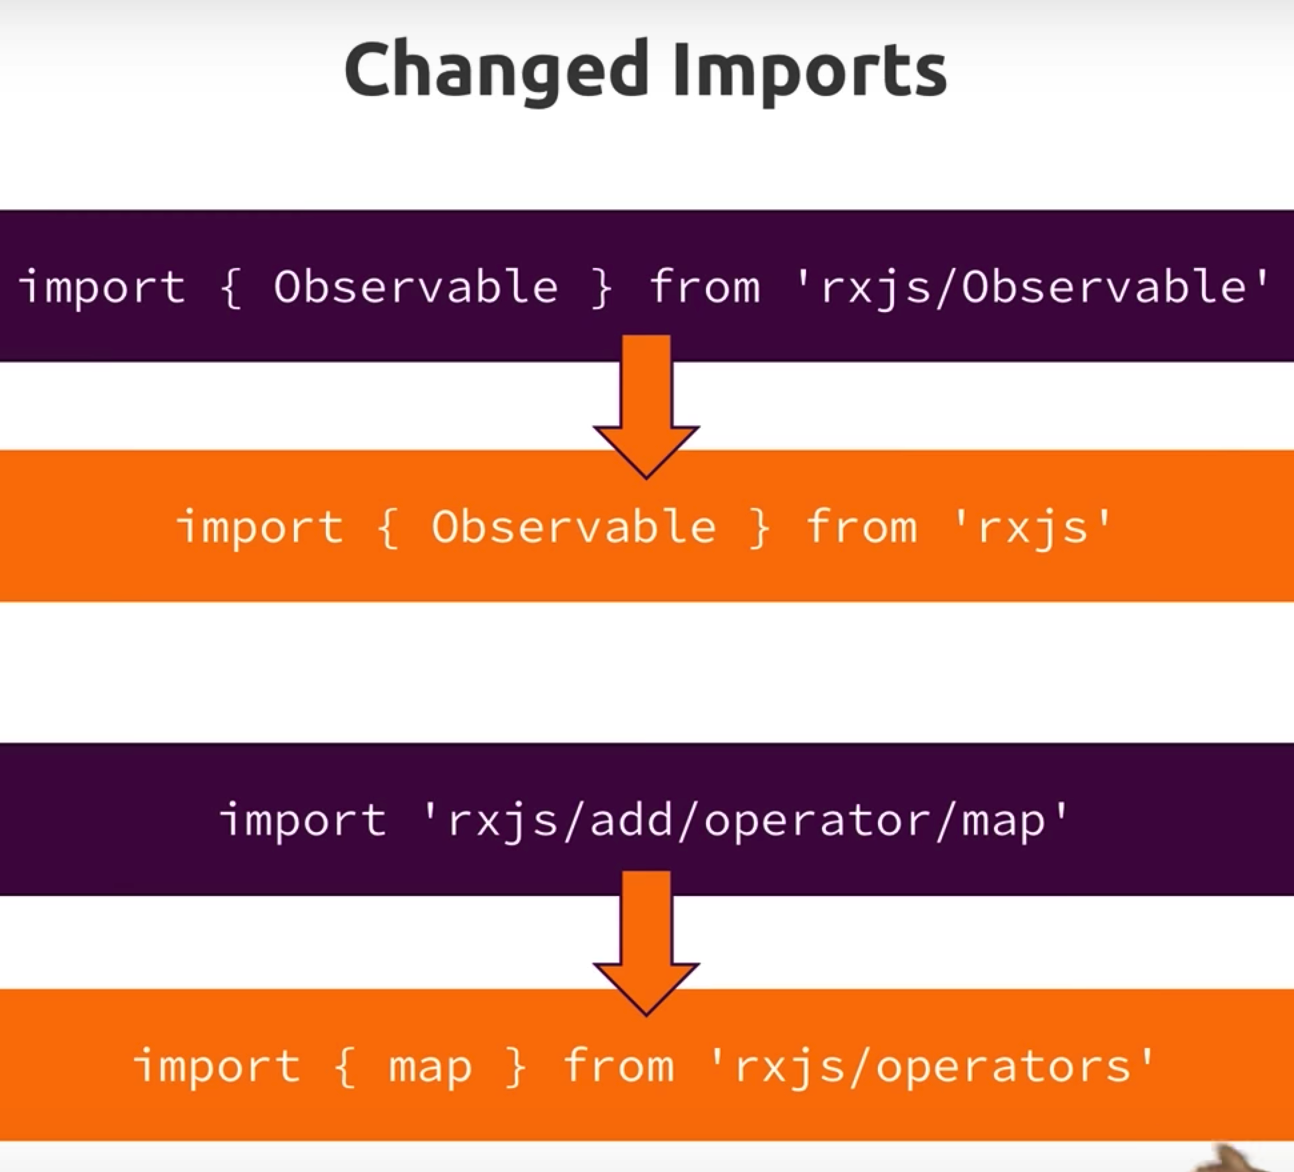 Changed Imports
import { Observable } from 'rxjs/Observable'
import { Observable } from 'rxjs'
import 'rxjs/add/operator/map'
import { map } from 'rxjs/operators'